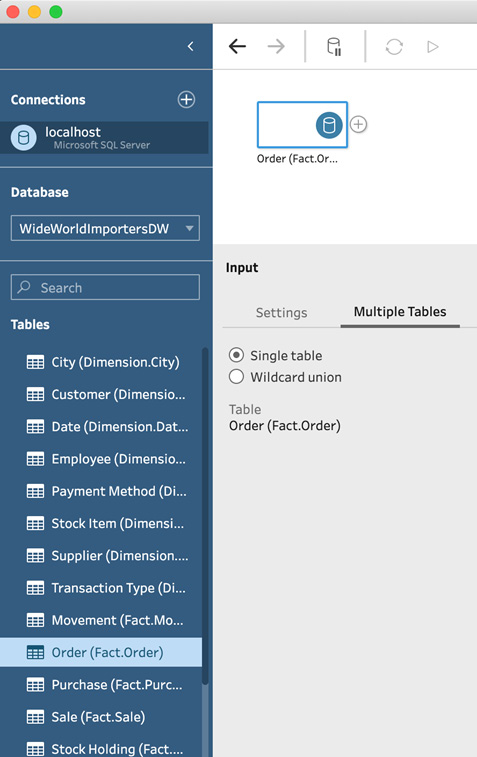 Connections
localhost
Microsoft SQL Server
Database
WideWorldImportersDW
Search
Tables
City (Dimension.City)
Customer (Dimensio...
Date (Dimension.Dat...
Employee (Dimensio...
Payment Method (Di...
Stock Item (Dimensi...
Supplier (Dimension....
Transaction Type (Di...
Movement (Fact.Mo...
Order (Fact.Order)
Purchase (Fact.Purc...
Sale (Fact.Sale)
Stock Holding (Fact....
Order (Fact.Or...
Input
Settings
Multiple Tables
Single table
Wildcard union
Table
Order (Fact.Order)